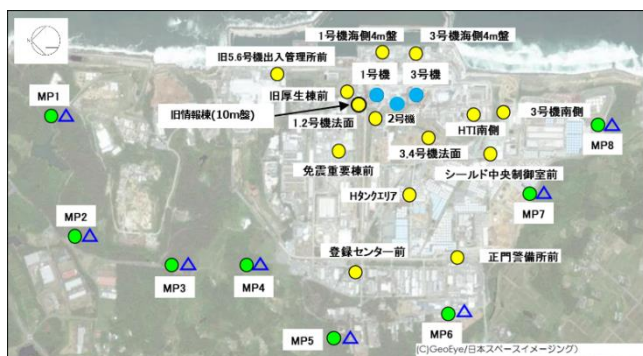 1号機海側4m盤
3号機海側4m盤
旧5.6号機出入管理所前
1号機
3号機
MP1
旧厚生棟前
旧情報棟(10m盤)
1.2号機法面
2号機
3号機南側
HTI南側
MP8
3.4号機法面
免震重要棟前
シールド中央制御室前
Hタンクエリア
MP7
MP2
登録センター前
正門警備所前
MP3
MP4
MP5
MP6
(C)GeoEye/日本スペースイメージング)